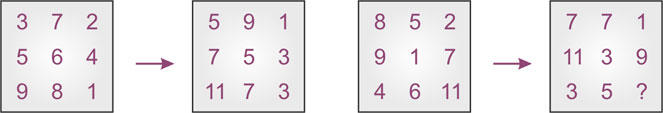 3 7 2
5 6 4
9 8 1
5 9 1
7 5 3
11 7 3
8 5 2
9 1 7
4 6 11
7 7 1
11 3 9
3 5 ?